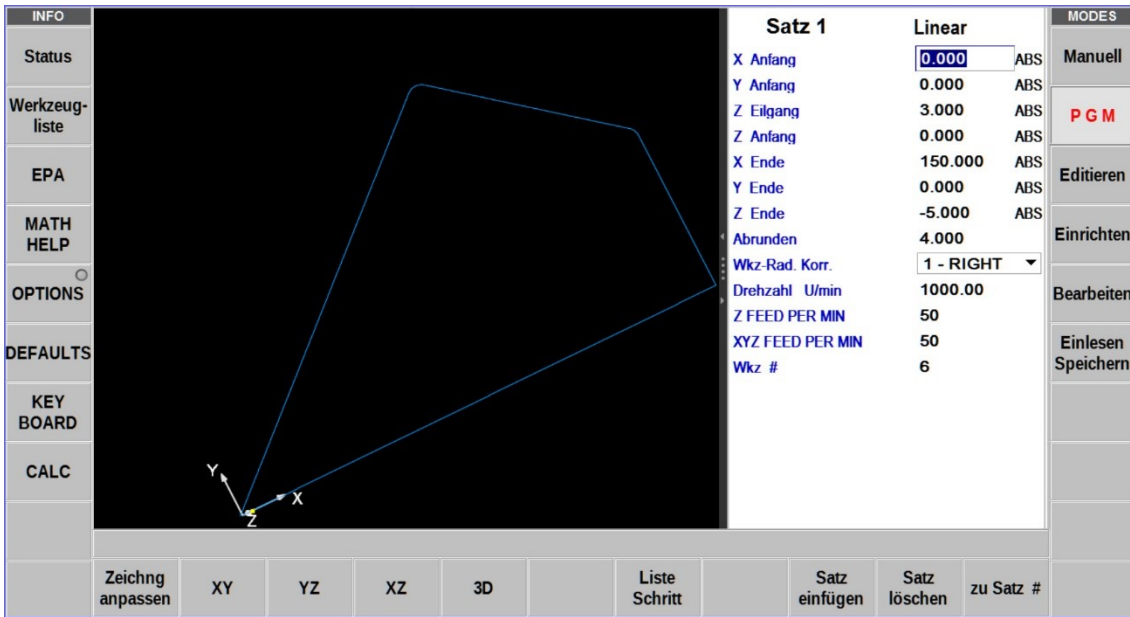 INFO
Status
Werkzeug-
liste
EPA
MATH
HELP
OPTIONS
DEFAULTS
KEY
BOARD
CALC
Y
X
Z
Satz 1 Linear
X Anfang 0.000 ABS
Y Anfang 0.000 ABS
Z Eilgang 3.000 ABS
Z Anfang 0.000 ABS
X Ende 150.000 ABS
Y Ende 0.000 ABS
Z Ende -5.000 ABS
Abrunden 4.000
Wkz-Rad. Korr. 1 - RIGHT
Drehzahl U/min 1000.00
Z FEED PER MIN 50
XYZ FEED PER MIN 50
Wkz # 6
MODES
Manuell
P G M
Editieren
Einrichten
Bearbeiten
Einlesen
Speichern
Zeichng
anpassen
XY
YZ
XZ
3D
Liste
Schritt
Satz
einfügen
Satz
löschen
zu Satz #